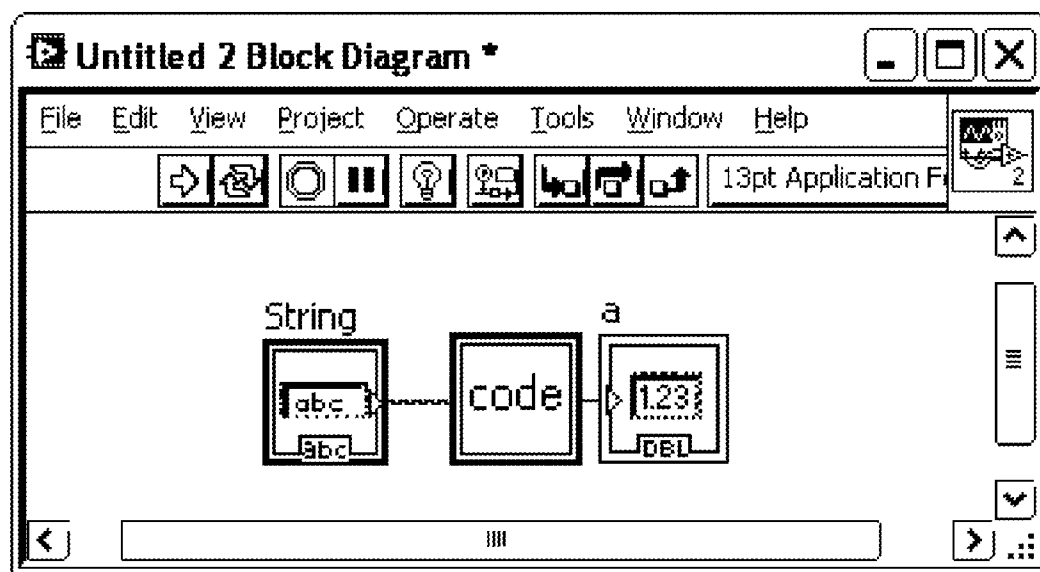 Untitled 2 Block Diagram *
File Edit View Project Operate Tools Window Help
13pt Application F
2
String
a
abc
code
1.23
abc
DBL